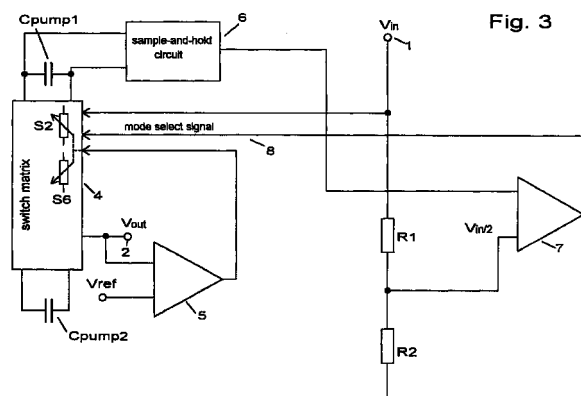 Fig. 3
Cpump1
6
sample-and-hold
circuit
Vin
1
S2
mode select signal
8
S6
switch matrix
4
Vout
2
Vref
5
Cpump2
R1
Vin/2
7
R2